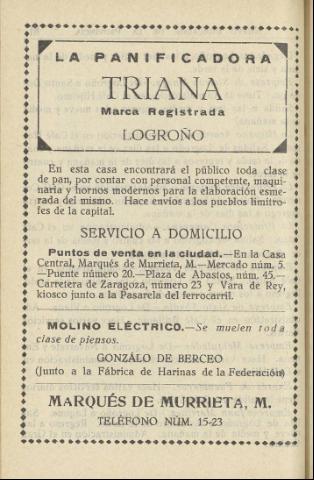 LA PANIFICADORA
TRIANA
Marca Registrada
LOGROÑO
En esta casa encontrará el público toda clase
de pan, por contar con personal competente, maqui-
naria y hornos modernos para la elaboración esme-
rada del mismo. Hace envíos a los pueblos limítro-
fes de la capital.
SERVICIO A DOMICILIO
Puntos de venta en la ciudad.—En la Casa
Central, Marqués de Murrieta, M.—Mercado núm. 5.
—Puente número 20.—Plaza de Abastos, núm. 45.—
Carretera de Zaragoza, número 23 y Vara de Rey,
kiosco junto a la Pasarela del ferrocarril.
MOLINO ELÉCTRICO.—Se muelen toda
clase de piensos.
GONZÁLO DE BERCEO
(Junto a la Fábrica de Harinas de la Federación)
MARQUÉS DE MURRIETA, M.
TELÉFONO NÚM. 15-23